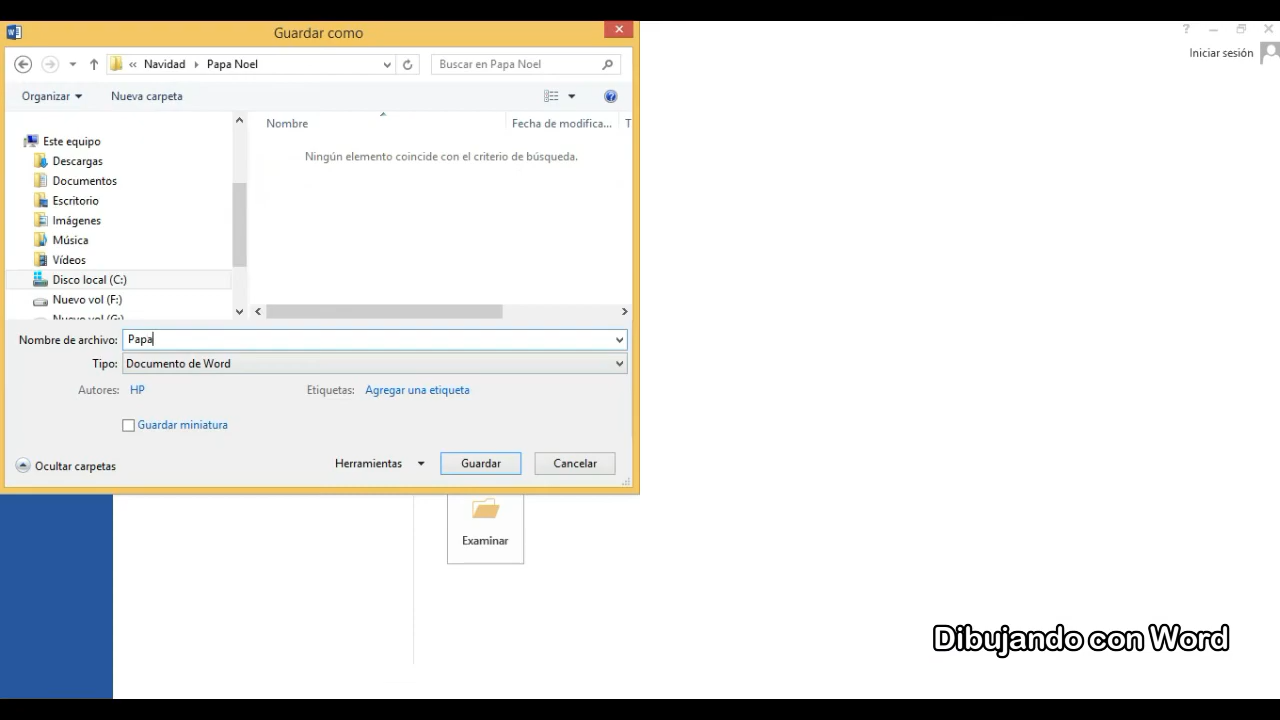 Guardar como
?
Iniciar sesión
« Navidad Papa Noel
Buscar en Papa Noel
Organizar
Nueva carpeta
?
Nombre
Fecha de modifica...
T
Ningún elemento coincide con el criterio de búsqueda.
Este equipo
Descargas
Documentos
Escritorio
Imágenes
Música
Vídeos
Disco local (C:)
Nuevo vol (F:)
Nuevo vol (G:)
Nombre de archivo: Papa
Tipo: Documento de Word
Autores: HP
Etiquetas: Agregar una etiqueta
Guardar miniatura
Ocultar carpetas
Herramientas
Guardar
Cancelar
Examinar
Dibujando con Word